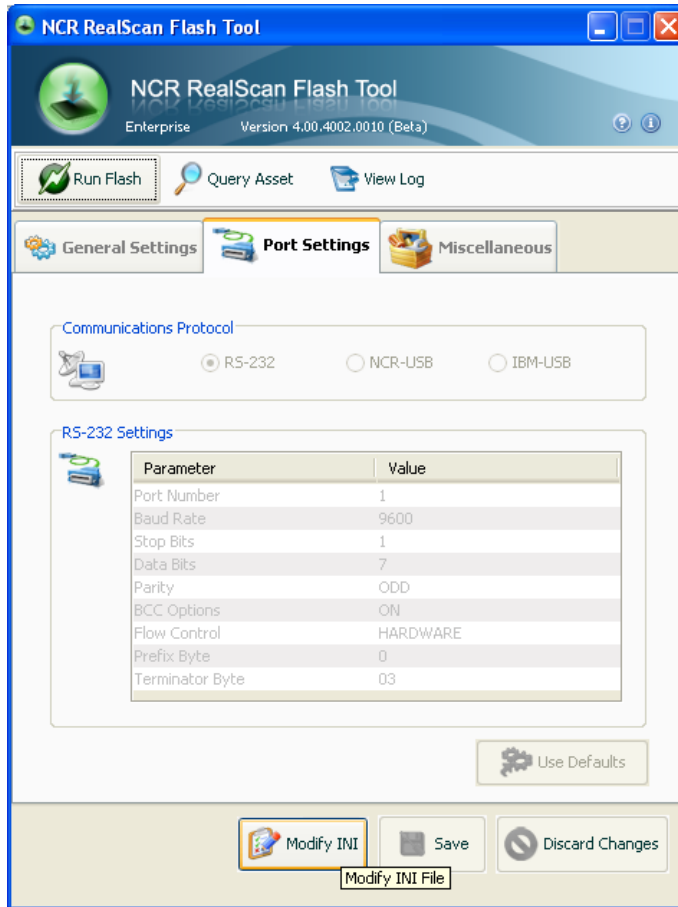 NCR RealScan Flash Tool
NCR RealScan Flash Tool
Enterprise Version 4.00.4002.0010 (Beta)
Run Flash Query Asset View Log
General Settings Port Settings Miscellaneous
Communications Protocol
RS-232 NCR-USB IBM-USB
RS-232 Settings
Parameter Value
Port Number 1
Baud Rate 9600
Stop Bits 1
Data Bits 7
Parity ODD
BCC Options ON
Flow Control HARDWARE
Prefix Byte 0
Terminator Byte 03
Use Defaults
Modify INI Save Discard Changes
Modify INI File